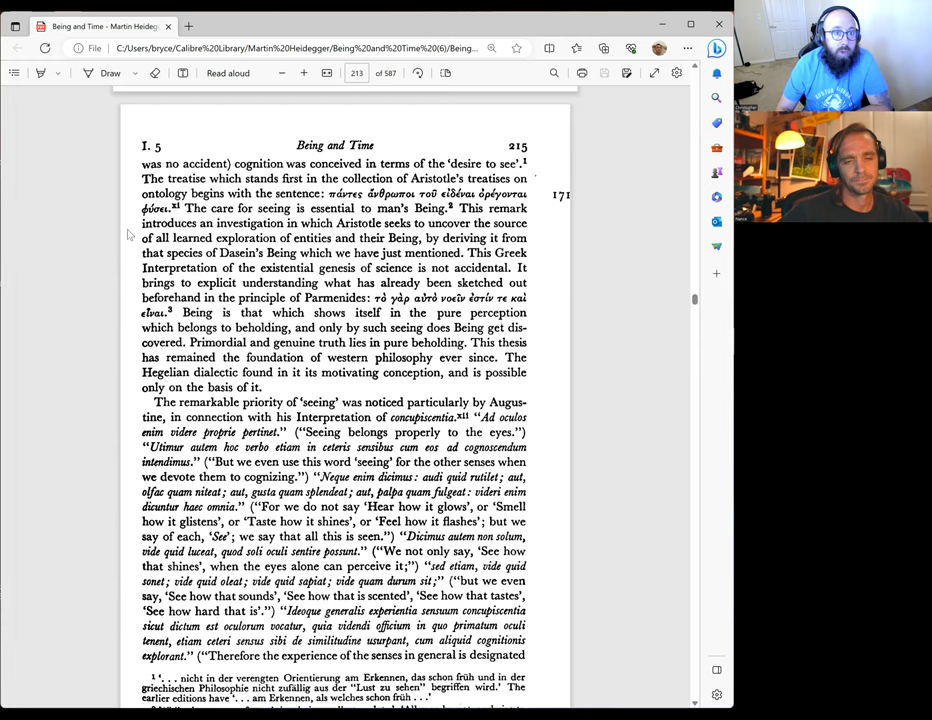 Being and Time - Martin Heideg
File
C:/Users/bryce/Calibre%20Library/Martin%20Heidegger/Being%20and%20Time%20(6)/Being...
Draw
Read aloud
213
of 587
I. 5
Being and Time
215
was no accident) cognition was conceived in terms of the ‘desire to see’.¹
The treatise which stands first in the collection of Aristotle’s treatises on
ontology begins with the sentence: πάντες ἄνθρωποι τοῦ εἰδέναι ὀρέγονται
171
φύσει.xi The care for seeing is essential to man’s Being.² This remark
introduces an investigation in which Aristotle seeks to uncover the source
of all learned exploration of entities and their Being, by deriving it from
that species of Dasein’s Being which we have just mentioned. This Greek
Interpretation of the existential genesis of science is not accidental. It
brings to explicit understanding what has already been sketched out
beforehand in the principle of Parmenides: τὸ γὰρ αὐτὸ νοεῖν ἐστίν τε καὶ
εἶναι.³ Being is that which shows itself in the pure perception
which belongs to beholding, and only by such seeing does Being get dis-
covered. Primordial and genuine truth lies in pure beholding. This thesis
has remained the foundation of western philosophy ever since. The
Hegelian dialectic found in it its motivating conception, and is possible
only on the basis of it.
The remarkable priority of ‘seeing’ was noticed particularly by Augus-
tine, in connection with his Interpretation of concupiscentia.xii “Ad oculos
enim videre proprie pertinet.” (“Seeing belongs properly to the eyes.”)
“Utimur autem hoc verbo etiam in ceteris sensibus cum eos ad cognoscendum
intendimus.” (“But we even use this word ‘seeing’ for the other senses when
we devote them to cognizing.”) “Neque enim dicimus: audi quid rutilet; aut,
olfac quam niteat; aut, gusta quam splendeat; aut, palpa quam fulgeat: videri enim
dicuntur haec omnia.” (“For we do not say ‘Hear how it glows’, or ‘Smell
how it glistens’, or ‘Taste how it shines’, or ‘Feel how it flashes’; but we
say of each, ‘See’; we say that all this is seen.”) “Dicimus autem non solum,
vide quid luceat, quod soli oculi sentire possunt.” (“We not only say, ‘See how
that shines’, when the eyes alone can perceive it;”) “sed etiam, vide quid
sonet; vide quid oleat; vide quid sapiat; vide quam durum sit;” (“but we even
say, ‘See how that sounds’, ‘See how that is scented’, ‘See how that tastes’,
‘See how hard that is’.”) “Ideoque generalis experientia sensuum concupiscentia
sicut dictum est oculorum vocatur, quia videndi officium in quo primatum oculi
tenent, etiam ceteri sensus sibi de similitudine usurpant, cum aliquid cognitionis
explorant.” (“Therefore the experience of the senses in general is designated
¹ ‘. . . nicht in der verengten Orientierung am Erkennen, das schon früh und in der
griechischen Philosophie nicht zufällig aus der “Lust zu sehen” begriffen wird.’ The
earlier editions have ‘. . . am Erkennen, als welches schon früh . . .’